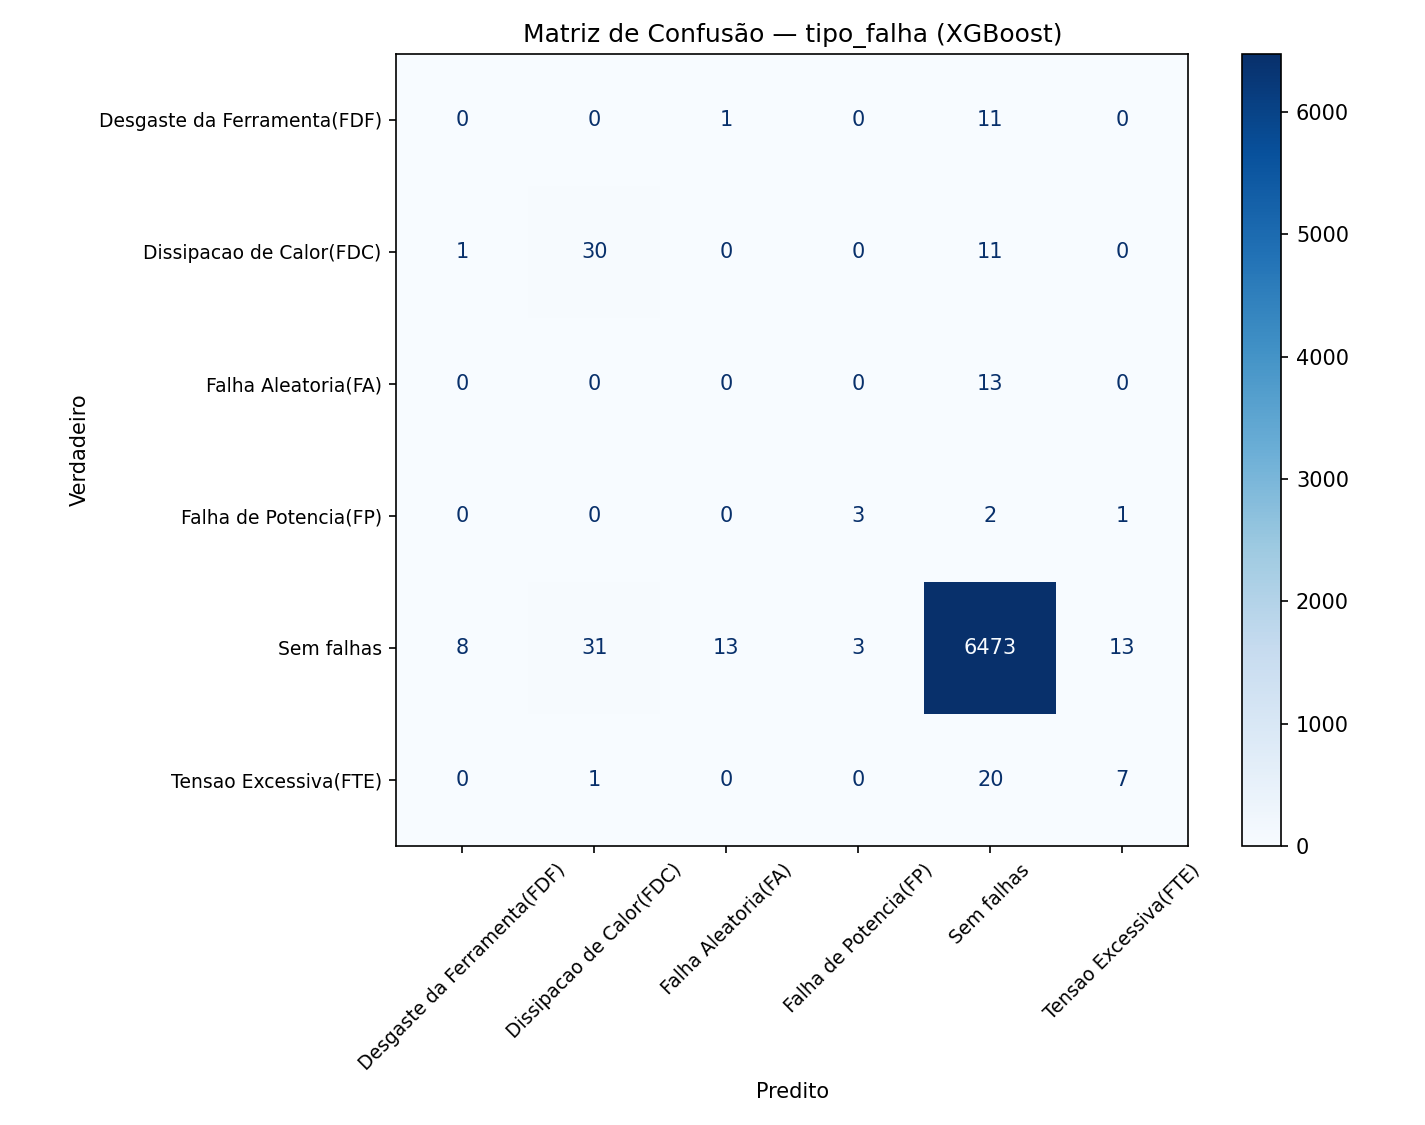 Matriz de Confusão — tipo_falha (XGBoost)
Desgaste da Ferramenta(FDF) 0 0 1 0 11 0
Dissipacao de Calor(FDC) 1 30 0 0 11 0
Falha Aleatoria(FA) 0 0 0 0 13 0
Falha de Potencia(FP) 0 0 0 3 2 1
Sem falhas 8 31 13 3 6473 13
Tensao Excessiva(FTE) 0 1 0 0 20 7
Verdadeiro
Desgaste da Ferramenta(FDF)
Dissipacao de Calor(FDC)
Falha Aleatoria(FA)
Falha de Potencia(FP)
Sem falhas
Tensao Excessiva(FTE)
Predito
6000
5000
4000
3000
2000
1000
0